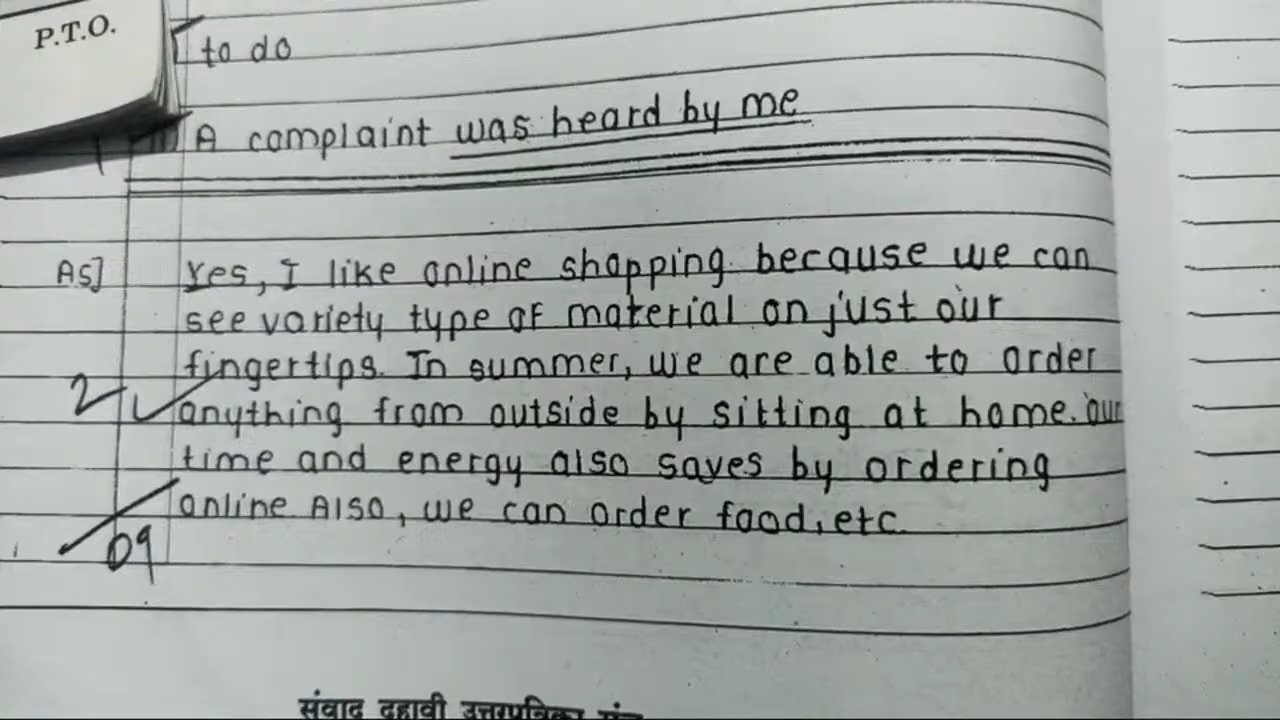 P.T.O.
to do
A complaint was heard by me
A5]
Yes, I like online shopping because we can
see variety type of material on just our
fingertips. In summer, we are able to order
2
anything from outside by sitting at home. our
time and energy also saves by ordering
online Also, we can order food, etc.
09
संवाद दहावी उत्तरपत्रिका